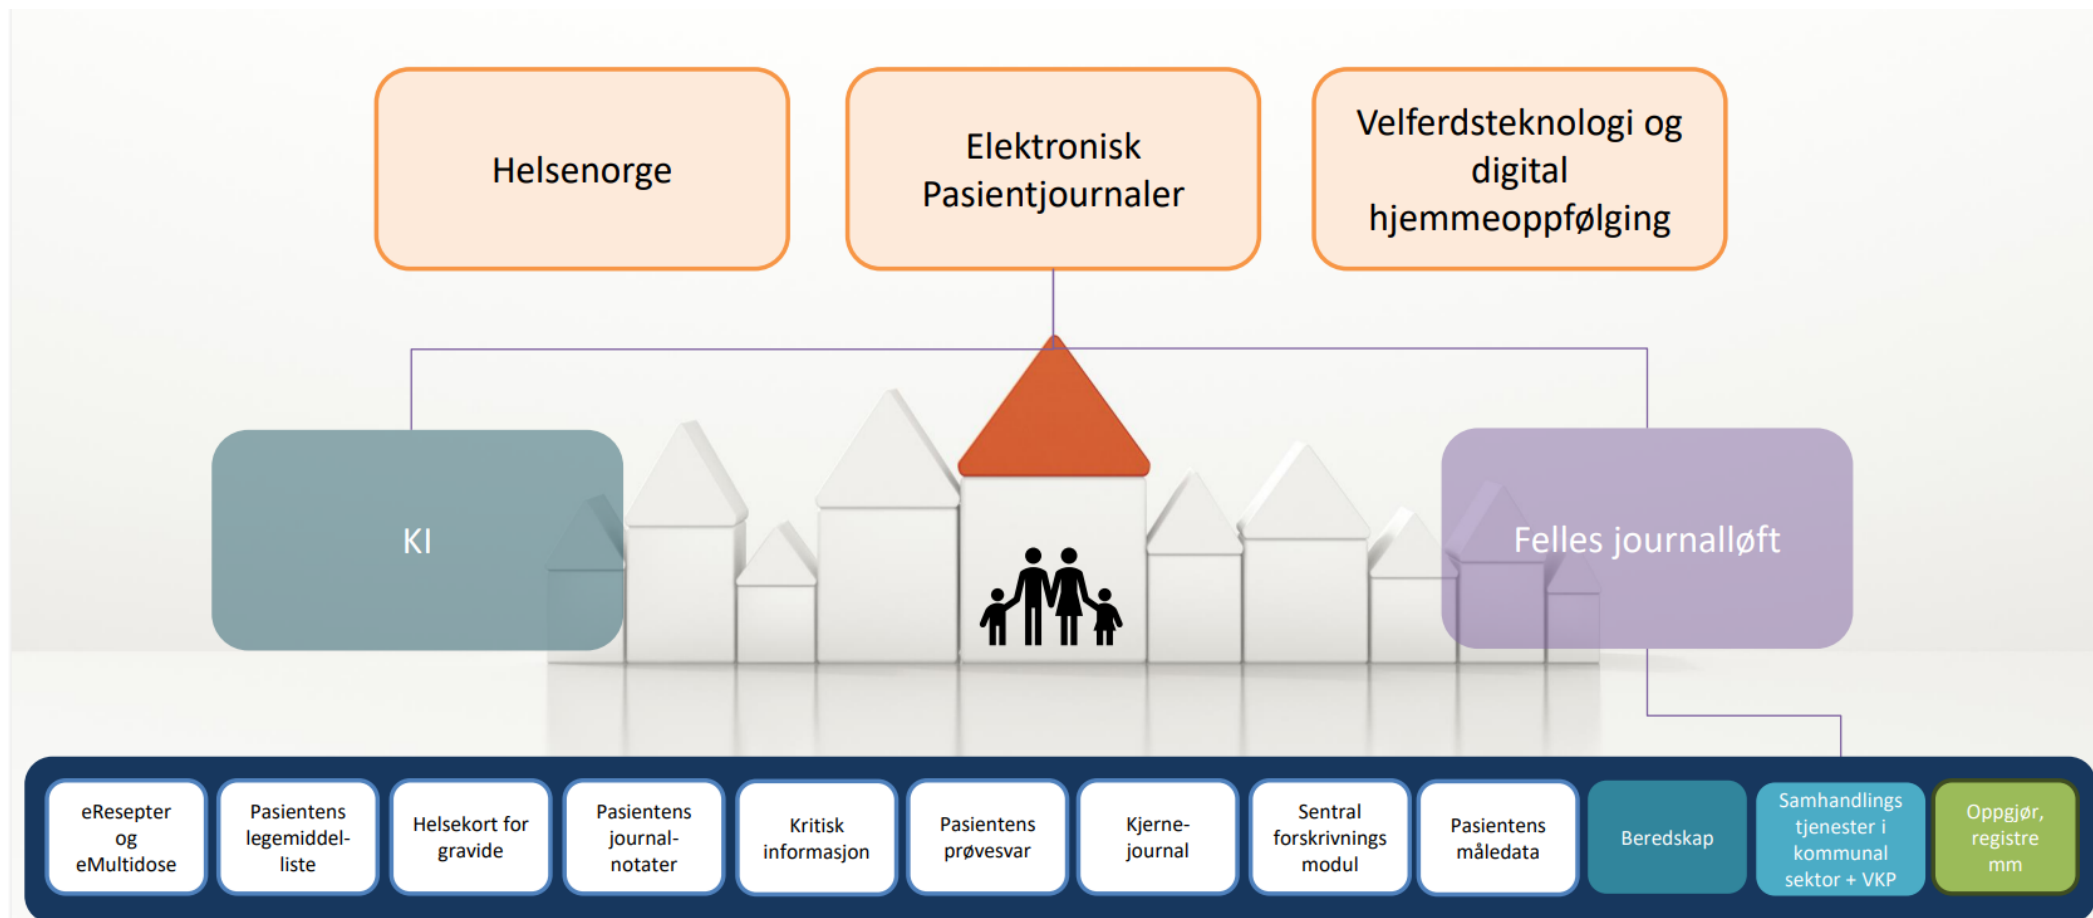 Helsenorge
Elektronisk
Pasientjournaler
Velferdsteknologi og
digital
hjemmeoppfølging
KI
Felles journalløft
eResepter
og
eMultidose
Pasientens
legemiddel-
liste
Helsekort for
gravide
Pasientens
journal-
notater
Kritisk
informasjon
Pasientens
prøvesvar
Kjerne-
journal
Sentral
forskrivnings
modul
Pasientens
måledata
Beredskap
Samhandlings
tjenester i
kommunal
sektor + VKP
Oppgjør,
registre
mm